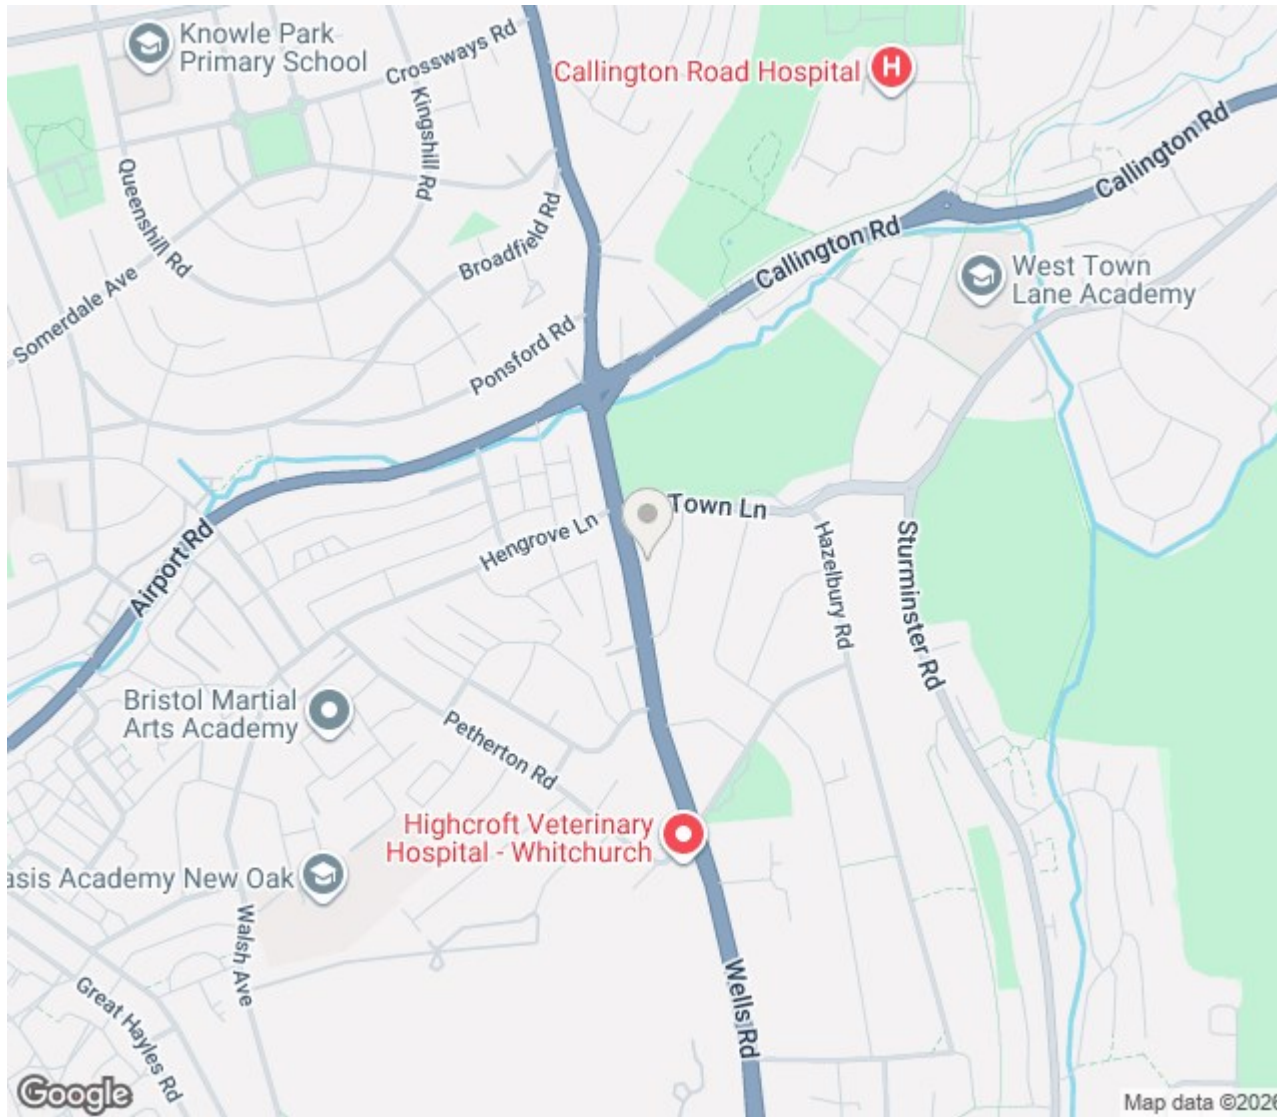 Knowle Park
Primary School
Crossways Rd
Kingshill Rd
Callington Road Hospital
H
Callington Rd
Queenshill Rd
Broadfield Rd
Callington Rd
West Town
Lane Academy
Somerdale Ave
Ponsford Rd
Town Ln
Hengrove Ln
Airport Rd
Hazelbury Rd
Sturminster Rd
Bristol Martial
Arts Academy
Petherton Rd
Highcroft Veterinary
Hospital - Whitchurch
asis Academy New Oak
Walsh Ave
Great Hayles Rd
Wells Rd
Google
Map data ©2026